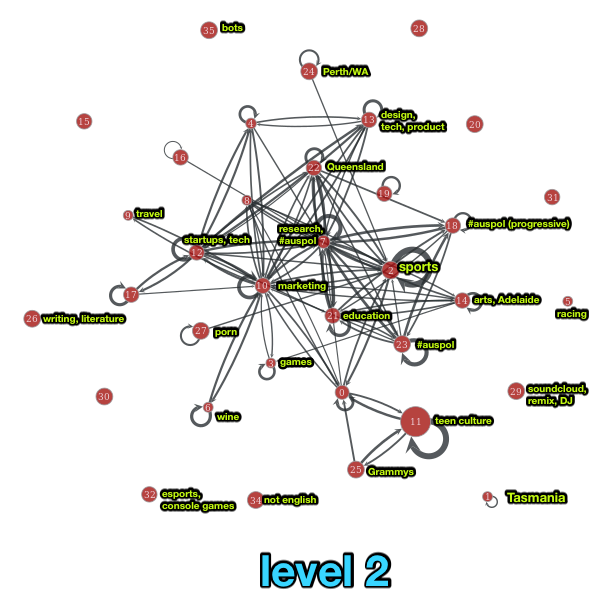 35 bots
28
24 Perth/WA
15
4
13 design,
tech, product
20
16
22 Queensland
19
31
8
9 travel
18 #auspol (progressive)
startups, tech
12
research,
#auspol
7
2 sports
10 marketing
17
14 arts, Adelaide
5
racing
26 writing, literature
27 porn
21 education
23 #auspol
3 games
0
30
29 soundcloud,
remix, DJ
6
wine
11 teen culture
25
Grammys
32 esports,
console games
34 not english
1 Tasmania
level 2